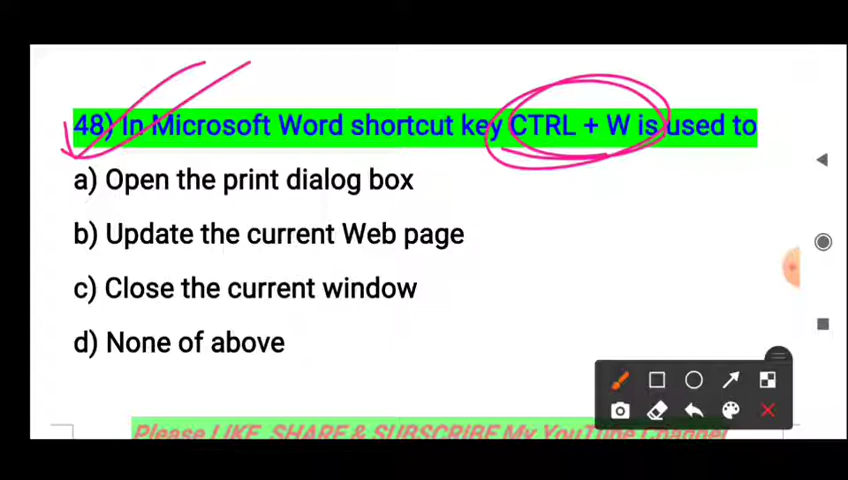 48) In Microsoft Word shortcut key CTRL + W is used to
a) Open the print dialog box
b) Update the current Web page
c) Close the current window
d) None of above
Please LIKE, SHARE & SUBSCRIBE My YouTube Channel